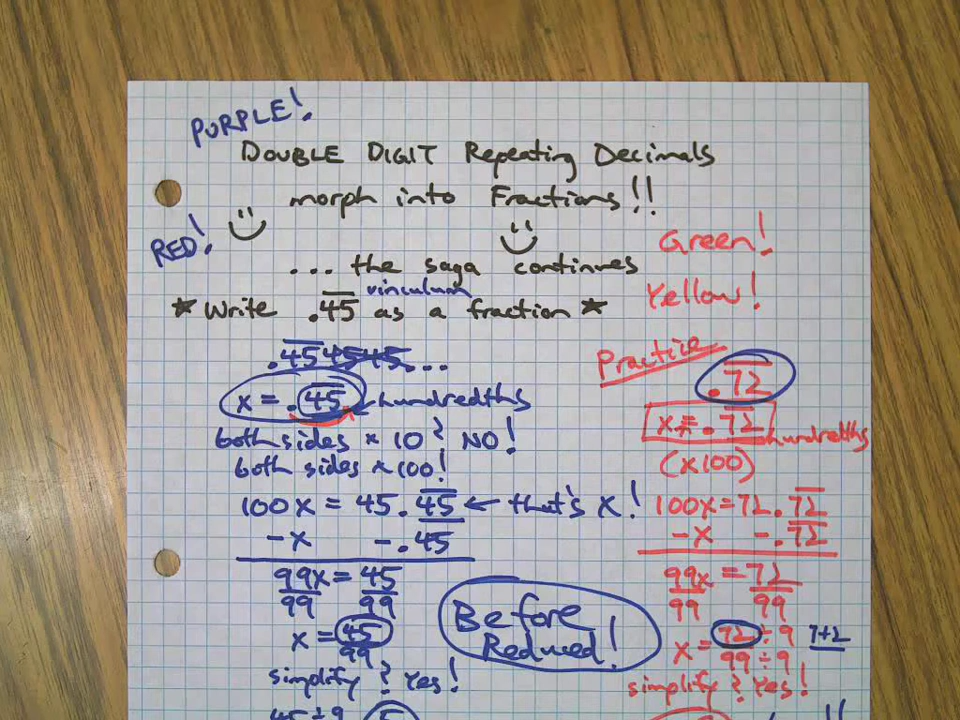 PURPLE!
DOUBLE DIGIT Repeating Decimals
morph into Fractions!!
RED!
Green!
... the saga continues
Yellow!
vinculum
★Write .45 as a fraction★
.454545...
Practice
.72
x = .45 ← hundredths
x = .72 hundredths
both sides × 10? NO!
both sides × 100!
(x100)
100x = 45.45 ← that's x!
-x -.45
99x = 45
99 99
x = 45
99
simplify? Yes!
45÷9
Before
Reduced!
100x=72.72
-x -.72
99x = 72
99 99
x = 72÷9
99÷9
7+2
simplify? Yes!